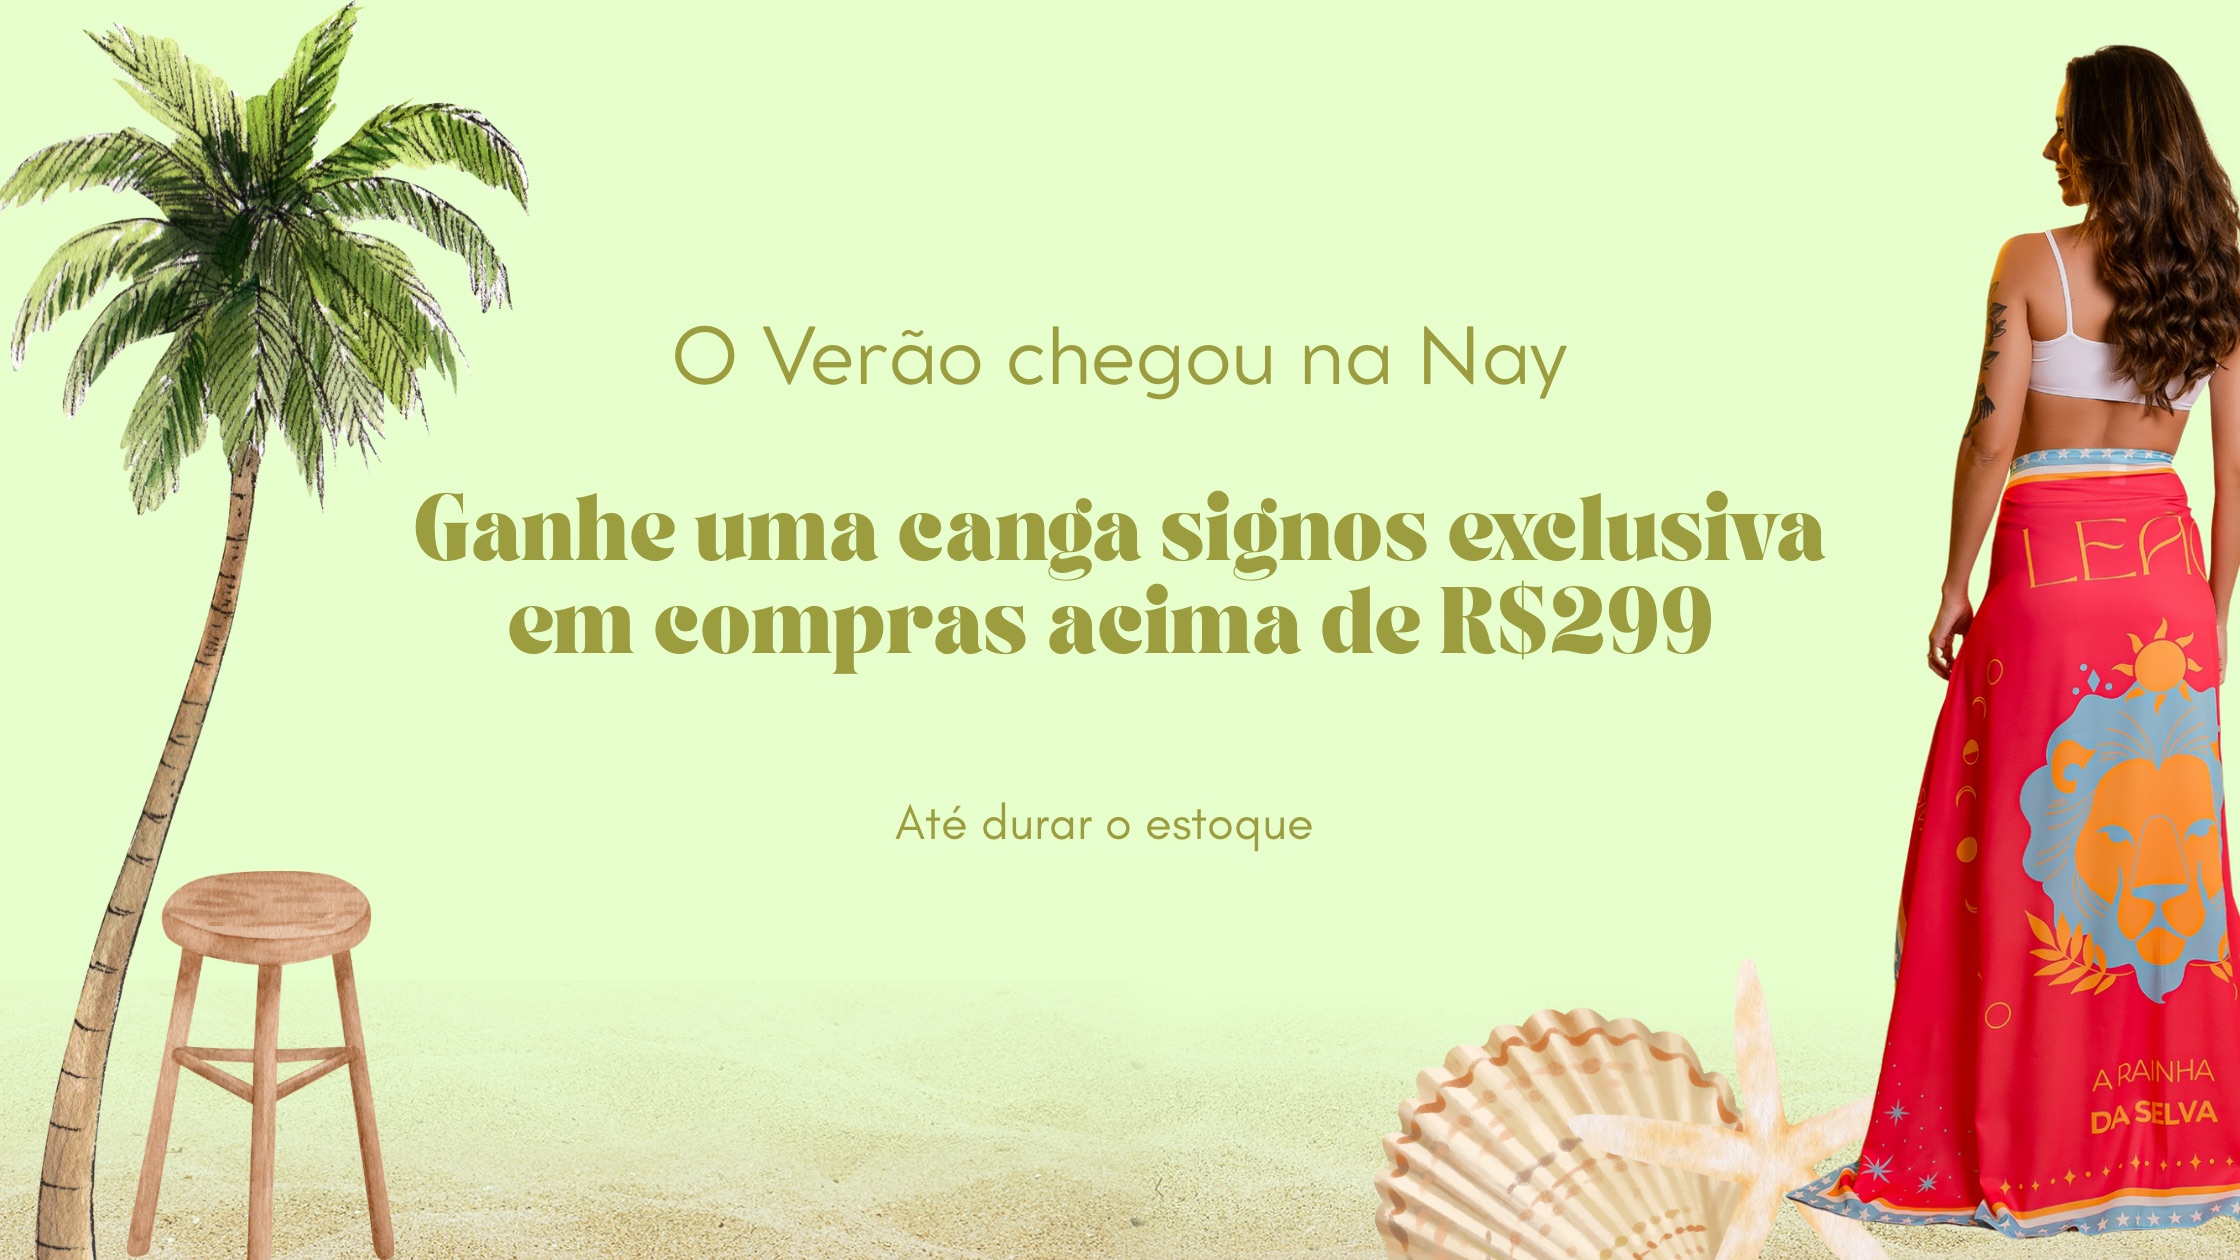 O Verão chegou na Nay
Ganhe uma canga signos exclusiva
em compras acima de R$299
Até durar o estoque
LEÃO
A RAINHA
DA SELVA